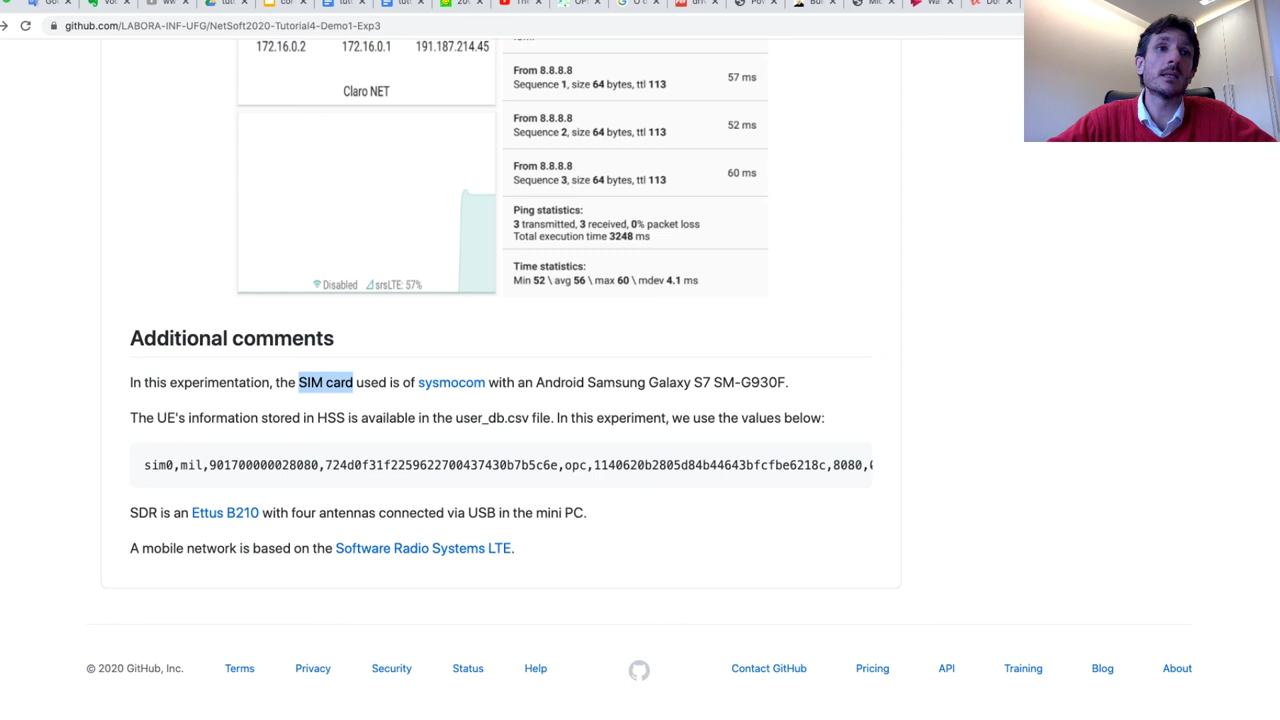 github.com/LABORA-INF-UFG/NetSoft2020-Tutorial4-Demo1-Exp3
172.16.0.2 172.16.0.1 191.187.214.45
Claro NET
Disabled srsLTE: 57%
From 8.8.8.8
Sequence 1, size 64 bytes, ttl 113 57 ms
From 8.8.8.8
Sequence 2, size 64 bytes, ttl 113 52 ms
From 8.8.8.8
Sequence 3, size 64 bytes, ttl 113 60 ms
Ping statistics:
3 transmitted, 3 received, 0% packet loss
Total execution time 3248 ms
Time statistics:
Min 52 \ avg 56 \ max 60 \ mdev 4.1 ms
Additional comments
In this experimentation, the SIM card used is of sysmocom with an Android Samsung Galaxy S7 SM-G930F.
The UE's information stored in HSS is available in the user_db.csv file. In this experiment, we use the values below:
sim0,mil,901700000028080,724d0f31f2259622700437430b7b5c6e,opc,1140620b2805d84b44643bfcfbe6218c,8080,
SDR is an Ettus B210 with four antennas connected via USB in the mini PC.
A mobile network is based on the Software Radio Systems LTE.
© 2020 GitHub, Inc. Terms Privacy Security Status Help Contact GitHub Pricing API Training Blog About